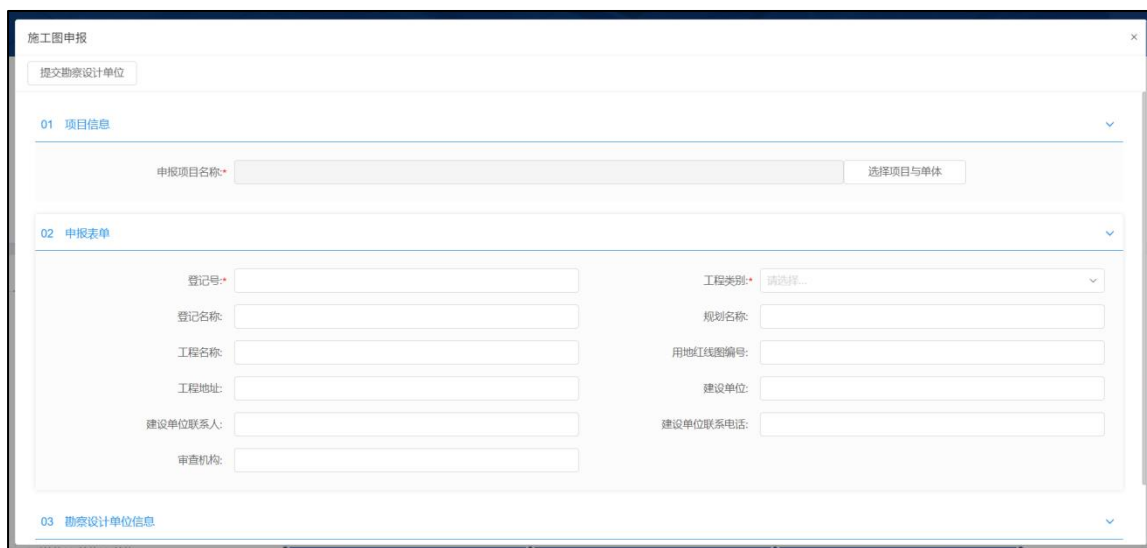 施工图申报
×
提交勘察设计单位
01 项目信息
申报项目名称:* 选择项目与单体
02 申报表单
登记号:* 工程类别:* 请选择...
登记名称: 规划名称:
工程名称: 用地红线图编号:
工程地址: 建设单位:
建设单位联系人: 建设单位联系电话:
审查机构:
03 勘察设计单位信息